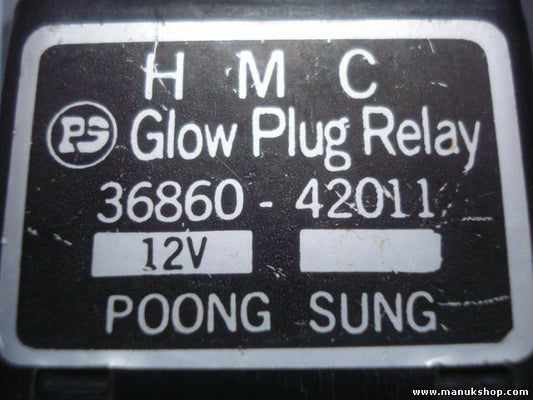 H M C
PS Glow Plug Relay
36860 - 42011
12V
POONG SUNG
www.manukshop.com